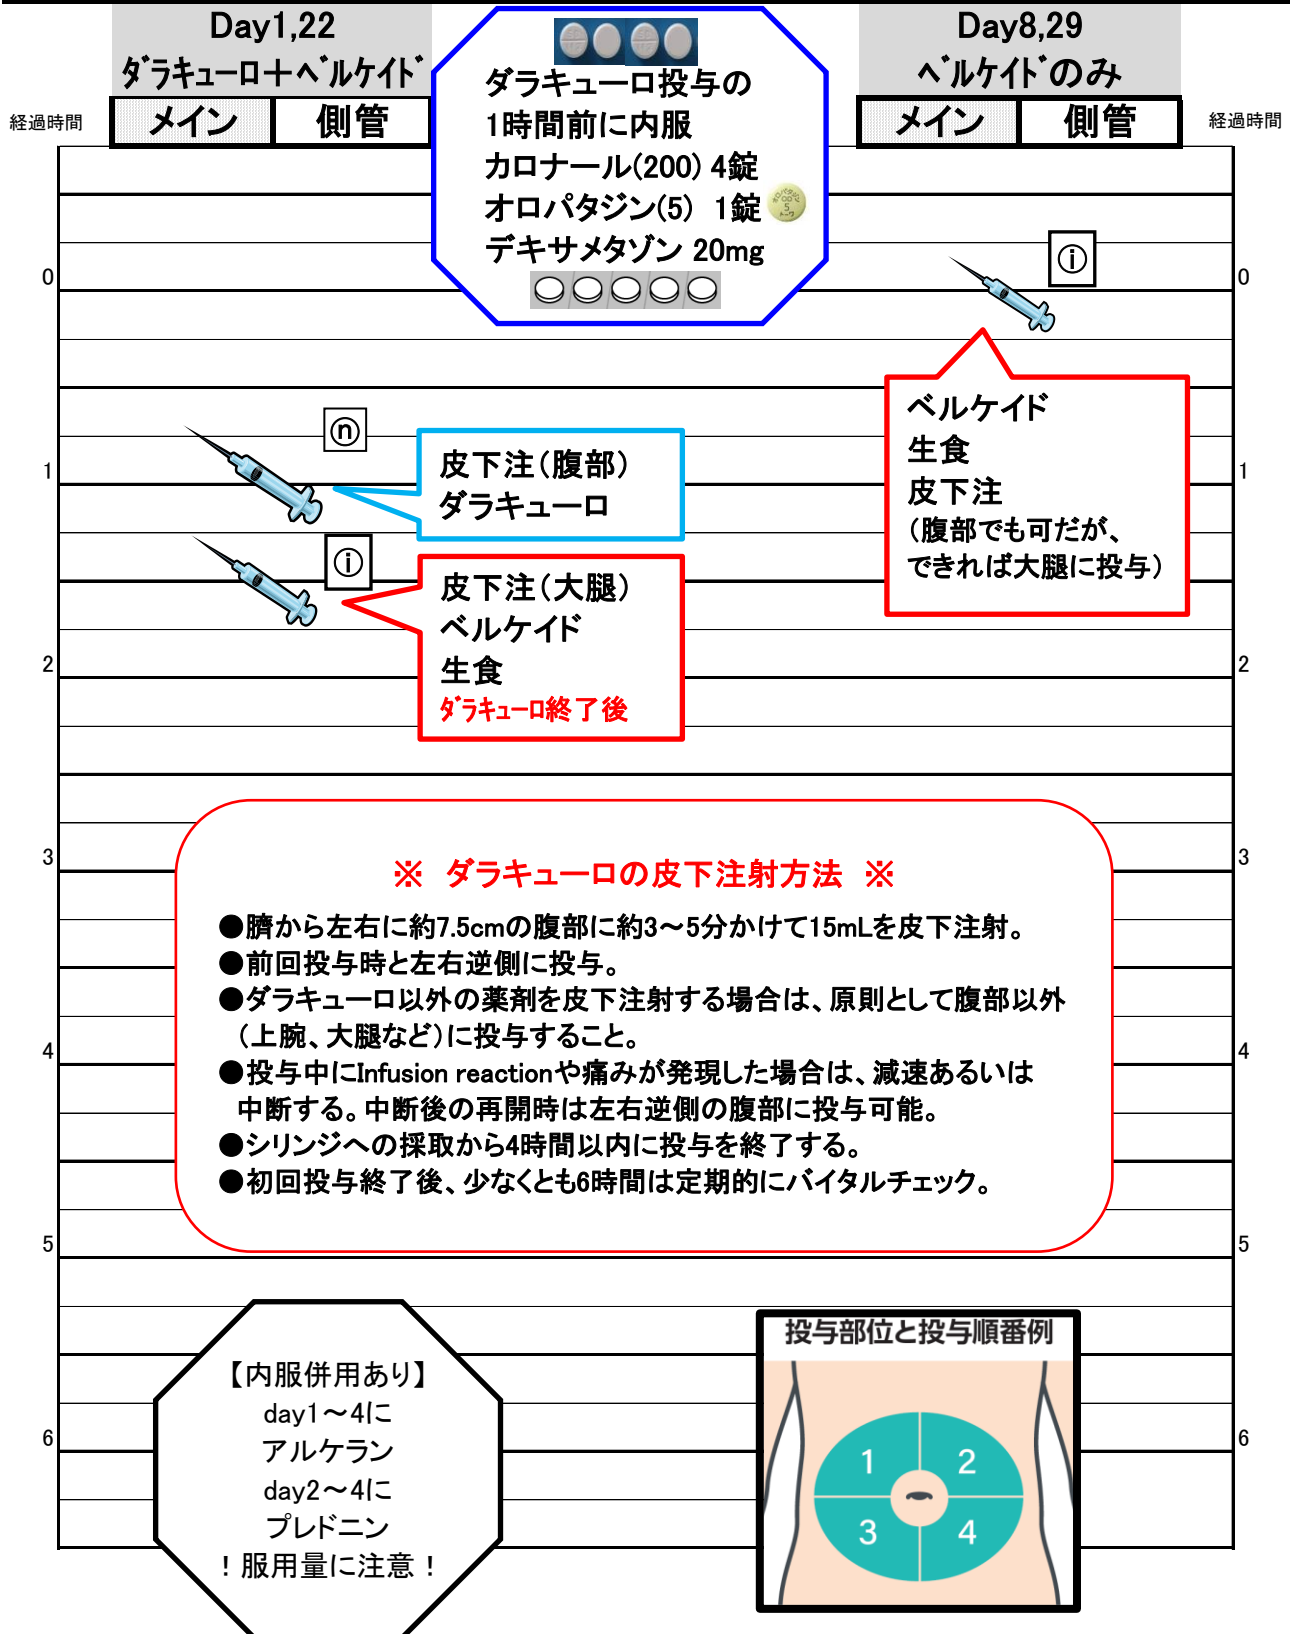 Day1,22
ﾀﾞラキューロ+ﾍﾞルケイﾄﾞ
メイン
側管
経過時間
ダラキューロ投与の
1時間前に内服
カロナール(200) 4錠
オロパタジン(5) 1錠
デキサメタゾン 20mg
Day8,29
ﾍﾞルケイﾄﾞのみ
メイン
側管
経過時間
0
1
2
3
4
5
6
ⓝ
皮下注(腹部)
ダラキューロ
ⓘ
皮下注(大腿)
ベルケイド
生食
ﾀﾞﾗｷｭｰﾛ終了後
ⓘ
ベルケイド
生食
皮下注
(腹部でも可だが、
できれば大腿に投与)
0
1
2
3
4
5
6
※ ダラキューロの皮下注射方法 ※
●臍から左右に約7.5cmの腹部に約3～5分かけて15mLを皮下注射。
●前回投与時と左右逆側に投与。
●ダラキューロ以外の薬剤を皮下注射する場合は、原則として腹部以外
(上腕、大腿など)に投与すること。
●投与中にInfusion reactionや痛みが発現した場合は、減速あるいは
中断する。中断後の再開時は左右逆側の腹部に投与可能。
●シリンジへの採取から4時間以内に投与を終了する。
●初回投与終了後、少なくとも6時間は定期的にバイタルチェック。
【内服併用あり】
day1～4に
アルケラン
day2～4に
プレドニン
！服用量に注意！
投与部位と投与順番例
1
2
3
4